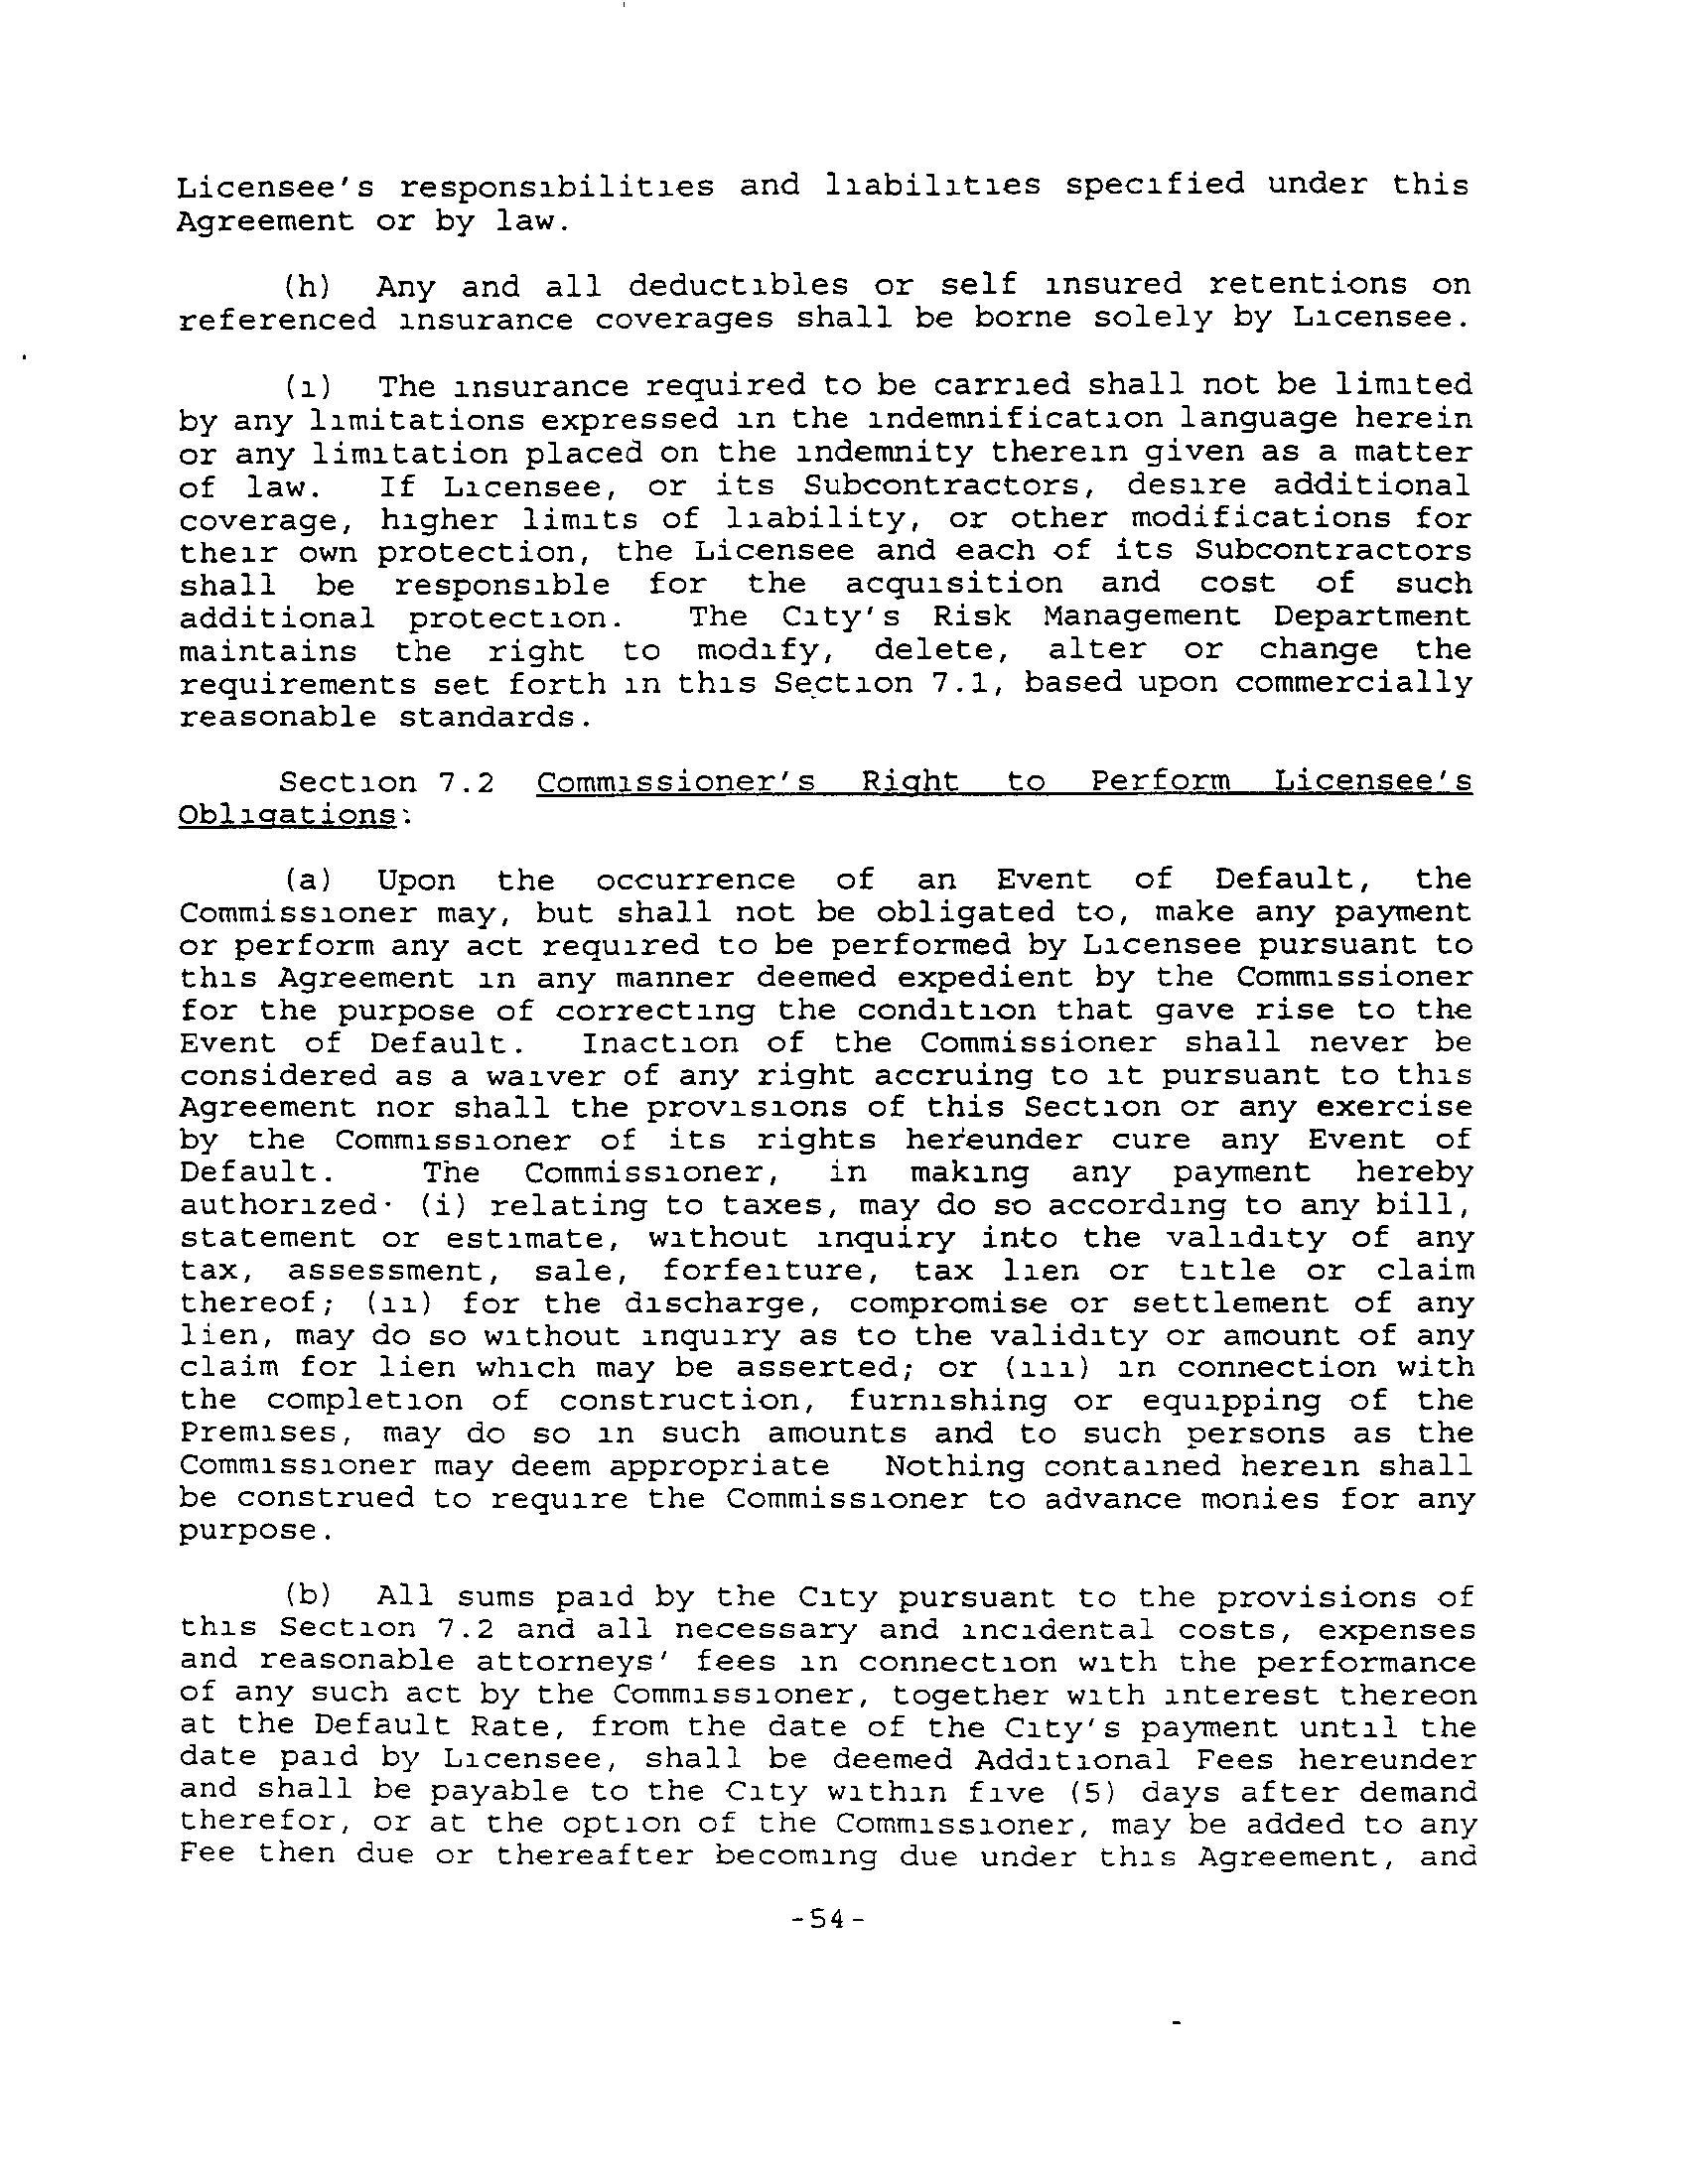 Licensee's responsibilities and liabilities specified under this
Agreement or by law.
(h) Any and all deductibles or self insured retentions on
referenced insurance coverages shall be borne solely by Licensee.
(i) The insurance required to be carried shall not be limited
by any limitations expressed in the indemnification language herein
or any limitation placed on the indemnity therein given as a matter
of law. If Licensee, or its Subcontractors, desire additional
coverage, higher limits of liability, or other modifications for
their own protection, the Licensee and each of its Subcontractors
shall be responsible for the acquisition and cost of such
additional protection. The City's Risk Management Department
maintains the right to modify, delete, alter or change the
requirements set forth in this Section 7.1, based upon commercially
reasonable standards.
Section 7.2 Commissioner's Right to Perform Licensee's
Obligations:
(a) Upon the occurrence of an Event of Default, the
Commissioner may, but shall not be obligated to, make any payment
or perform any act required to be performed by Licensee pursuant to
this Agreement in any manner deemed expedient by the Commissioner
for the purpose of correcting the condition that gave rise to the
Event of Default. Inaction of the Commissioner shall never be
considered as a waiver of any right accruing to it pursuant to this
Agreement nor shall the provisions of this Section or any exercise
by the Commissioner of its rights hereunder cure any Event of
Default. The Commissioner, in making any payment hereby
authorized· (i) relating to taxes, may do so according to any bill,
statement or estimate, without inquiry into the validity of any
tax, assessment, sale, forfeiture, tax lien or title or claim
thereof; (ii) for the discharge, compromise or settlement of any
lien, may do so without inquiry as to the validity or amount of any
claim for lien which may be asserted; or (iii) in connection with
the completion of construction, furnishing or equipping of the
Premises, may do so in such amounts and to such persons as the
Commissioner may deem appropriate Nothing contained herein shall
be construed to require the Commissioner to advance monies for any
purpose.
(b) All sums paid by the City pursuant to the provisions of
this Section 7.2 and all necessary and incidental costs, expenses
and reasonable attorneys' fees in connection with the performance
of any such act by the Commissioner, together with interest thereon
at the Default Rate, from the date of the City's payment until the
date paid by Licensee, shall be deemed Additional Fees hereunder
and shall be payable to the City within five (5) days after demand
therefor, or at the option of the Commissioner, may be added to any
Fee then due or thereafter becoming due under this Agreement, and
-54-